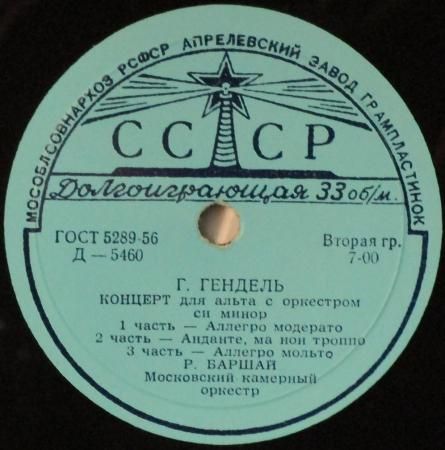 МОСОБЛСОВНАРХОЗ РСФСР АПРЕЛЕВСКИЙ ЗАВОД ГРАМПЛАСТИНОК
СССР
Долгоиграющая 33 об/м.
ГОСТ 5289-56
Д — 5460
Вторая гр.
7-00
Г. ГЕНДЕЛЬ
КОНЦЕРТ для альта с оркестром
си минор
1 часть — Аллегро модерато
2 часть — Анданте, ма нон троппо
3 часть — Аллегро мольто
Р. БАРШАЙ
Московский камерный
оркестр